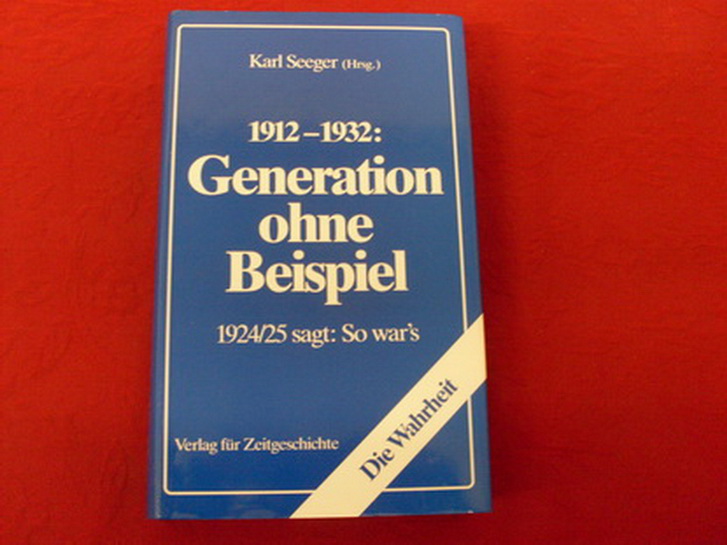 Karl Seeger (Hrsg.)
1912–1932:
Generation
ohne
Beispiel
1924/25 sagt: So war's
Verlag für Zeitgeschichte
Die Wahrheit